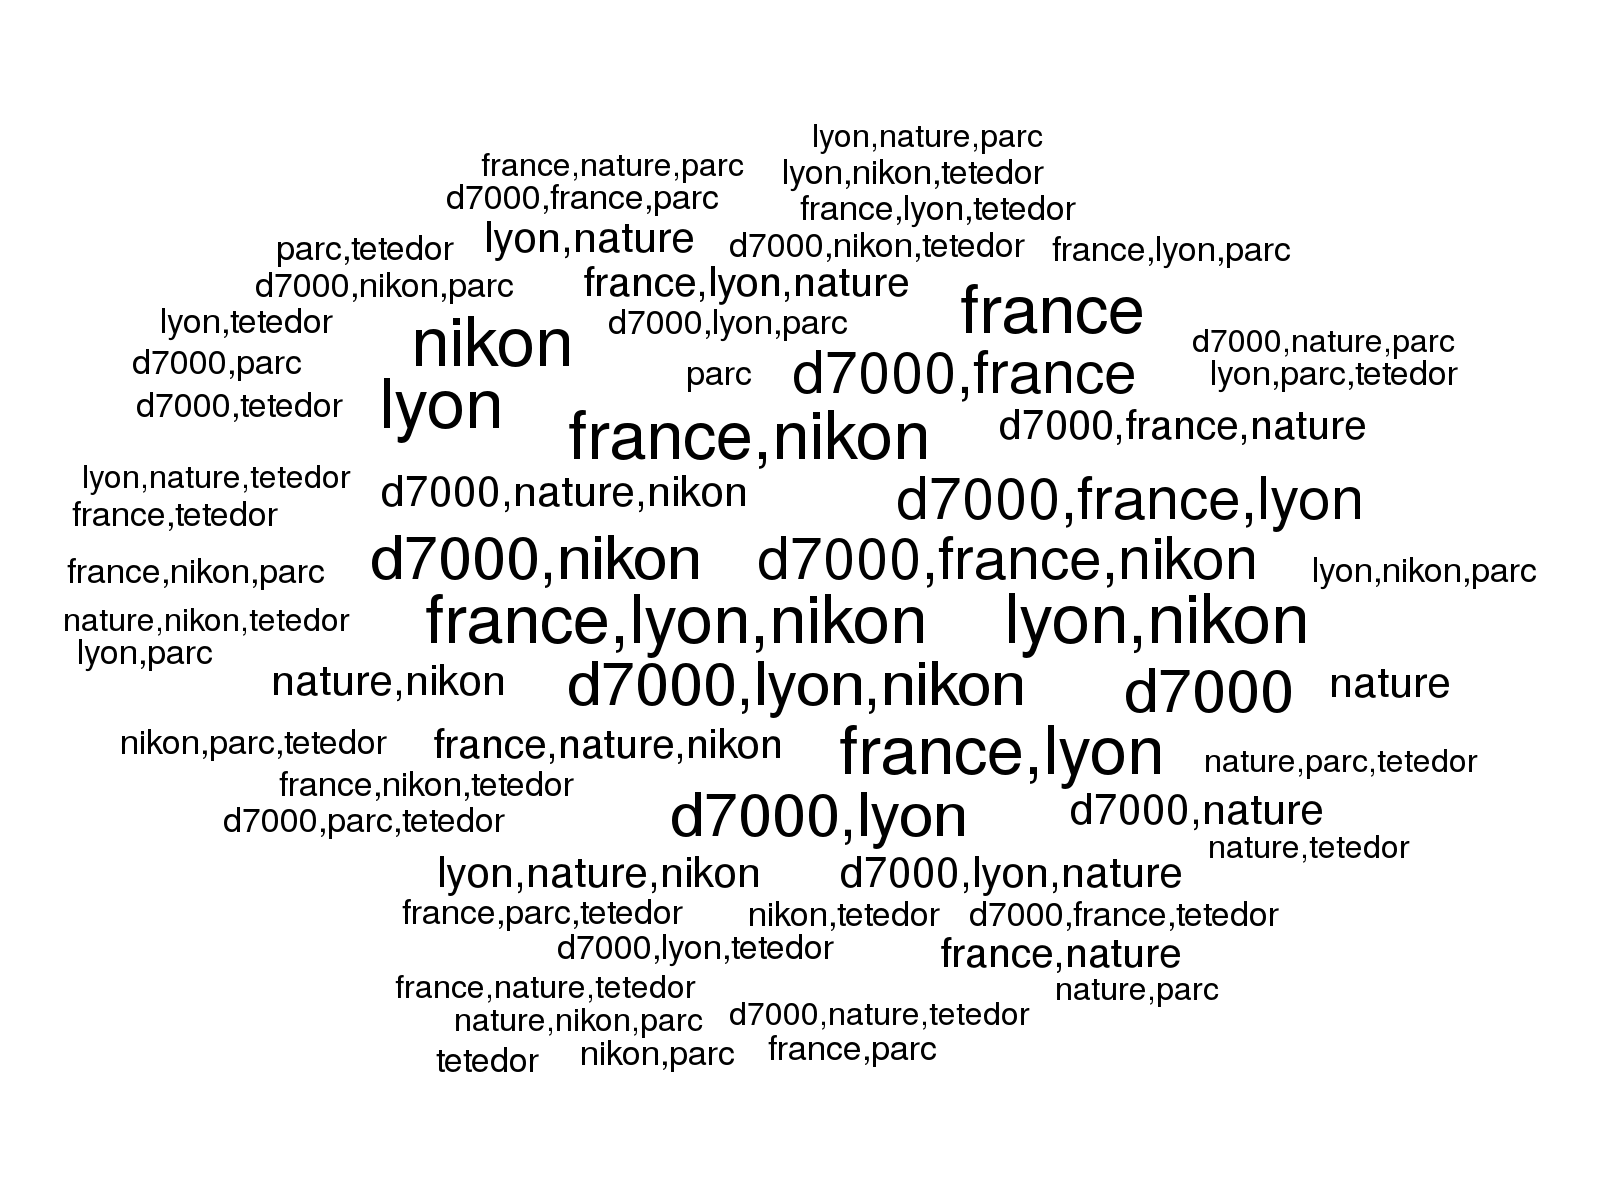 lyon,nature,parc
france,nature,parc
lyon,nikon,tetedor
d7000,france,parc
france,lyon,tetedor
parc,tetedor
lyon,nature
d7000,nikon,tetedor
france,lyon,parc
d7000,nikon,parc
france,lyon,nature
france
lyon,tetedor
nikon
d7000,lyon,parc
d7000,nature,parc
d7000,parc
parc
d7000,france
lyon,parc,tetedor
d7000,tetedor
lyon
france,nikon
d7000,france,nature
lyon,nature,tetedor
d7000,nature,nikon
d7000,france,lyon
france,tetedor
d7000,nikon
d7000,france,nikon
france,nikon,parc
lyon,nikon,parc
nature,nikon,tetedor
france,lyon,nikon
lyon,nikon
lyon,parc
nature,nikon
d7000,lyon,nikon
d7000
nature
nikon,parc,tetedor
france,nature,nikon
france,lyon
nature,parc,tetedor
france,nikon,tetedor
d7000,parc,tetedor
d7000,lyon
d7000,nature
nature,tetedor
lyon,nature,nikon
d7000,lyon,nature
france,parc,tetedor
nikon,tetedor
d7000,france,tetedor
d7000,lyon,tetedor
france,nature
france,nature,tetedor
nature,parc
nature,nikon,parc
d7000,nature,tetedor
tetedor
nikon,parc
france,parc